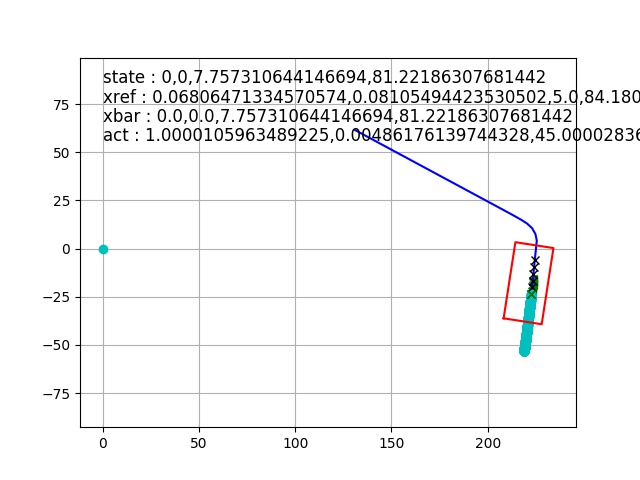 state : 0,0,7.757310644146694,81.22186307681442
xref : 0.06806471334570574,0.08105494423530502,5.0,84.180
xbar : 0.0,0.0,7.757310644146694,81.22186307681442
act : 1.0000105963489225,0.00486176139744328,45.00002836
75
50
25
0
−25
−50
−75
0 50 100 150 200